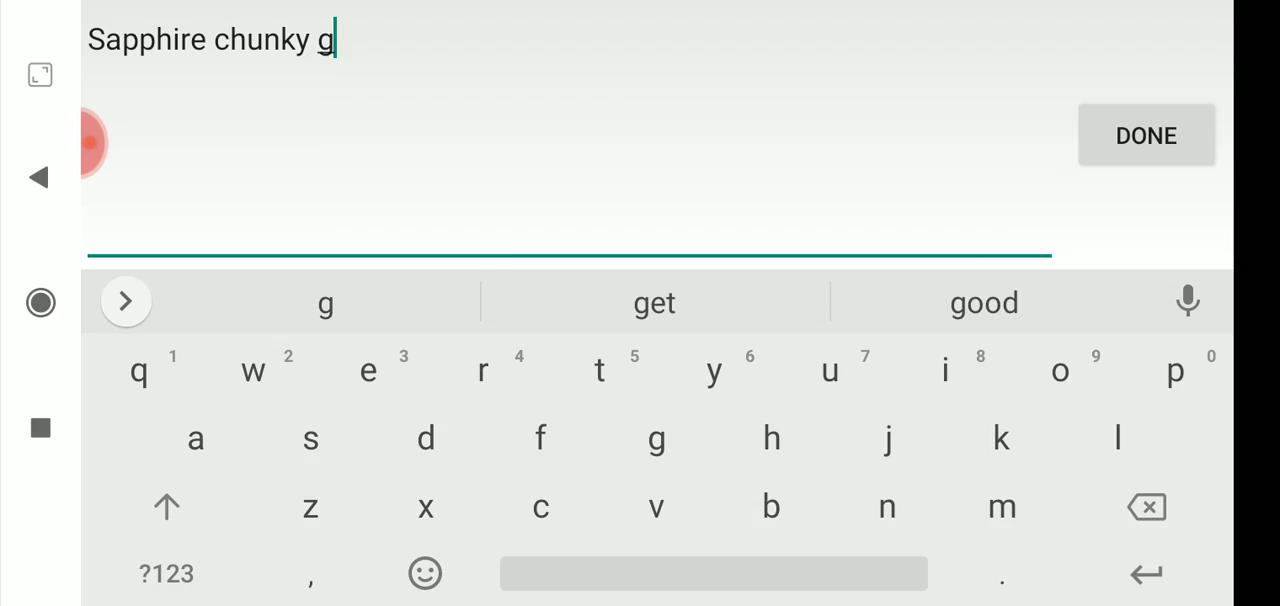 Sapphire chunky g
DONE
g get good
q 1 w 2 e 3 r 4 t 5 y 6 u 7 i 8 o 9 p 0
a s d f g h j k l
z x c v b n m
?123 , .